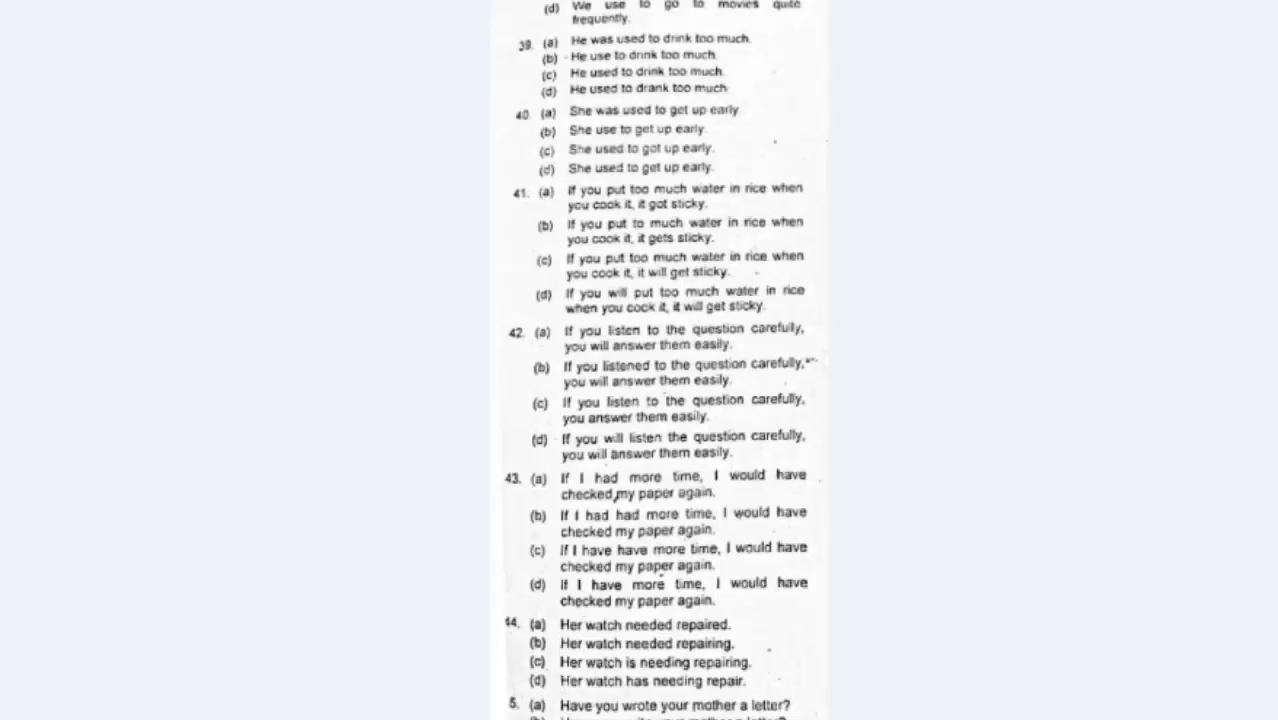 (d) We use to go to movies quite
frequently.
39. (a) He was used to drink too much.
(b) He use to drink too much.
(c) He used to drink too much.
(d) He used to drank too much
40. (a) She was used to get up early
(b) She use to get up early.
(c) She used to got up early.
(d) She used to get up early.
41. (a) If you put too much water in rice when
you cook it, it got sticky.
(b) If you put to much water in rice when
you cook it, it gets sticky.
(c) If you put too much water in rice when
you cook it, it will get sticky.
(d) If you will put too much water in rice
when you cook it, it will get sticky.
42. (a) If you listen to the question carefully,
you will answer them easily.
(b) If you listened to the question carefully,
you will answer them easily.
(c) If you listen to the question carefully,
you answer them easily.
(d) If you will listen the question carefully,
you will answer them easily.
43. (a) If I had more time, I would have
checked my paper again.
(b) If I had had more time, I would have
checked my paper again.
(c) If I have have more time, I would have
checked my paper again.
(d) If I have more time, I would have
checked my paper again.
44. (a) Her watch needed repaired.
(b) Her watch needed repairing.
(c) Her watch is needing repairing.
(d) Her watch has needing repair.
5. (a) Have you wrote your mother a letter?